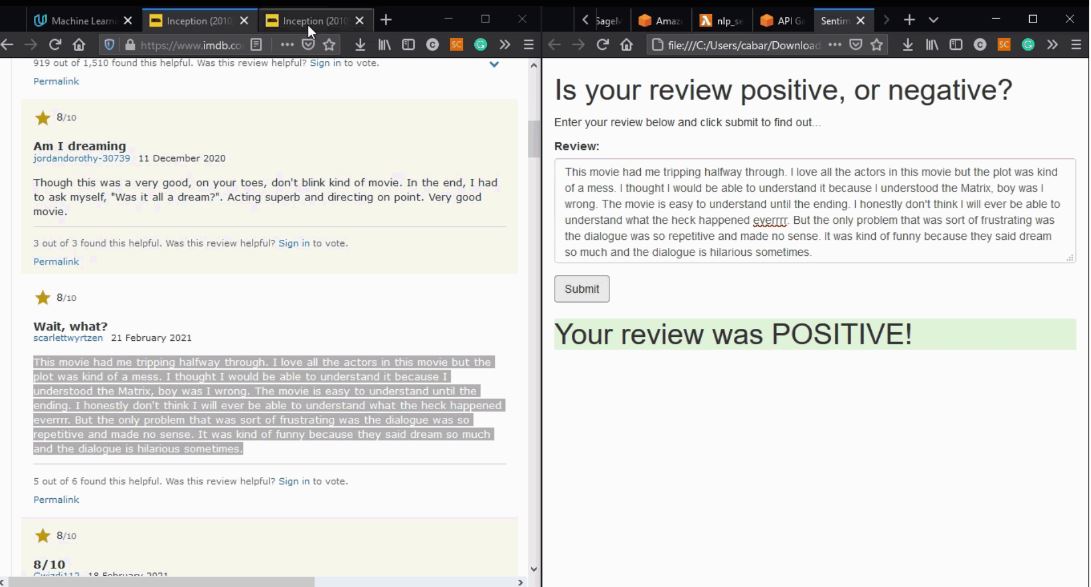 Machine Learn
Inception (2010
Inception (2010
https://www.imdb.co
919 out of 1,510 found this helpful. Was this review helpful? Sign in to vote.
Permalink
8/10
Am I dreaming
jordandorothy-30739 11 December 2020
Though this was a very good, on your toes, don't blink kind of movie. In the end, I had
to ask myself, "Was it all a dream?". Acting superb and directing on point. Very good
movie.
3 out of 3 found this helpful. Was this review helpful? Sign in to vote.
Permalink
8/10
Wait, what?
scarlettwyrtzen 21 February 2021
This movie had me tripping halfway through. I love all the actors in this movie but the
plot was kind of a mess. I thought I would be able to understand it because I
understood the Matrix, boy was I wrong. The movie is easy to understand until the
ending. I honestly don't think I will ever be able to understand what the heck happened
everrrr. But the only problem that was sort of frustrating was the dialogue was so
repetitive and made no sense. It was kind of funny because they said dream so much
and the dialogue is hilarious sometimes.
5 out of 6 found this helpful. Was this review helpful? Sign in to vote.
Permalink
8/10
8/10
18 February 2021
SageM
Amaz
nlp_se
API Ga
Sentim
file:///C:/Users/cabar/Download
Is your review positive, or negative?
Enter your review below and click submit to find out...
Review:
This movie had me tripping halfway through. I love all the actors in this movie but the plot was kind
of a mess. I thought I would be able to understand it because I understood the Matrix, boy was I
wrong. The movie is easy to understand until the ending. I honestly don't think I will ever be able to
understand what the heck happened everrrr. But the only problem that was sort of frustrating was
the dialogue was so repetitive and made no sense. It was kind of funny because they said dream
so much and the dialogue is hilarious sometimes.
Submit
Your review was POSITIVE!